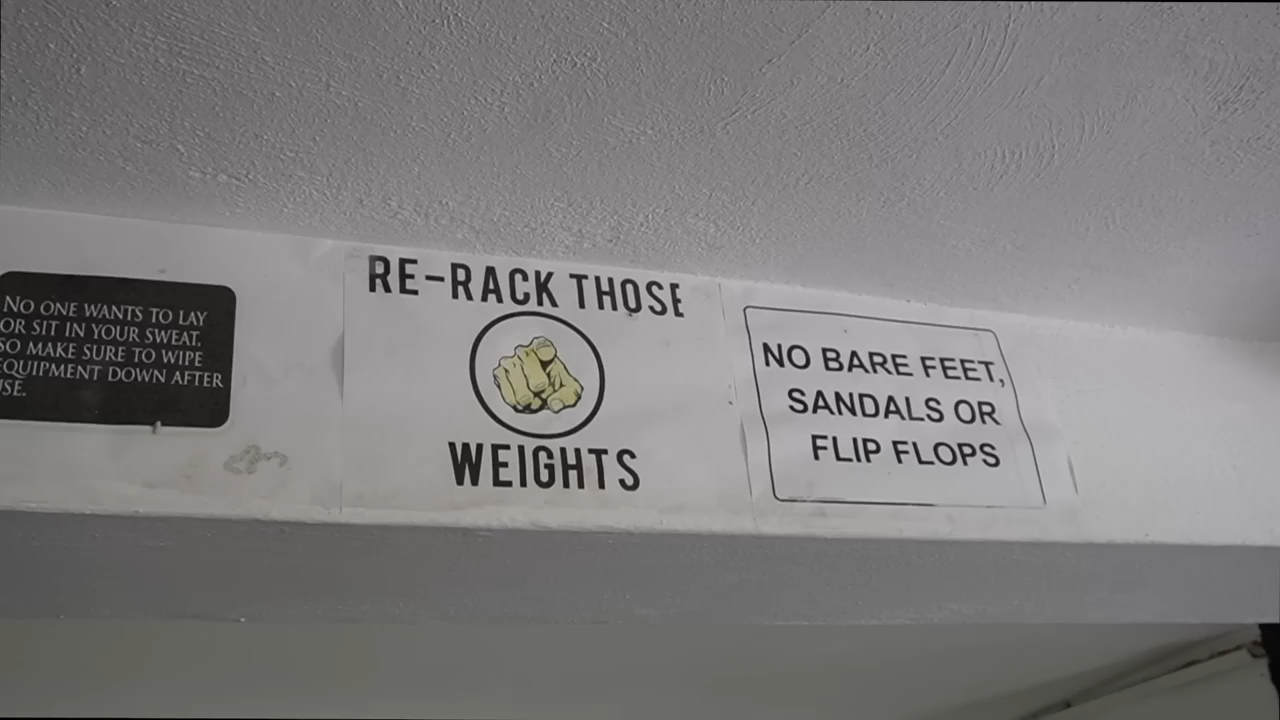 NO ONE WANTS TO LAY
OR SIT IN YOUR SWEAT,
SO MAKE SURE TO WIPE
EQUIPMENT DOWN AFTER
USE.
RE-RACK THOSE
WEIGHTS
NO BARE FEET,
SANDALS OR
FLIP FLOPS